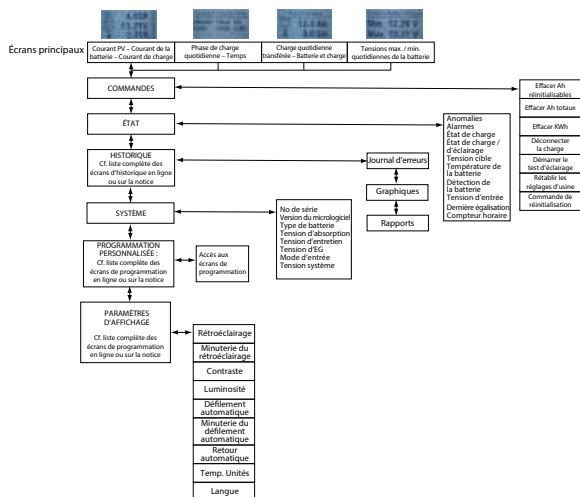 Écrans principaux
Courant PV – Courant de la
batterie – Courant de charge
Phase de charge
quotidienne – Temps
Charge quotidienne
transférée – Batterie et charge
Tensions max. / min.
quotidiennes de la batterie
COMMANDES
Effacer Ah
réinitialisables
Effacer Ah totaux
Effacer KWh
Déconnecter
la charge
Démarrer le
test d'éclairage
Rétablir les
réglages d'usine
Commande de
réinitialisation
ÉTAT
Anomalies
Alarmes
État de charge
État de charge /
d'éclairage
Tension cible
Température de
la batterie
Détection de
la batterie
Tension d'entrée
Dernière égalisation
Compteur horaire
HISTORIQUE
Cf. liste complète des
écrans d'historique en ligne
ou sur la notice
Journal d'erreurs
Graphiques
Rapports
SYSTÈME
No de série
Version du micrologiciel
Type de batterie
Tension d'absorption
Tension d'entretien
Tension d'EG
Mode d'entrée
Tension système
PROGRAMMATION
PERSONNALISÉE :
Cf. liste complète des
écrans de programmation
en ligne ou sur la notice
Accès aux
écrans de
programmation
PARAMÈTRES
D'AFFICHAGE
Cf. liste complète des
écrans de programmation
en ligne ou sur la notice
Rétroéclairage
Minuterie du
rétroéclairage
Contraste
Luminosité
Défilement
automatique
Minuterie du
défilement
automatique
Retour
automatique
Temp. Unités
Langue